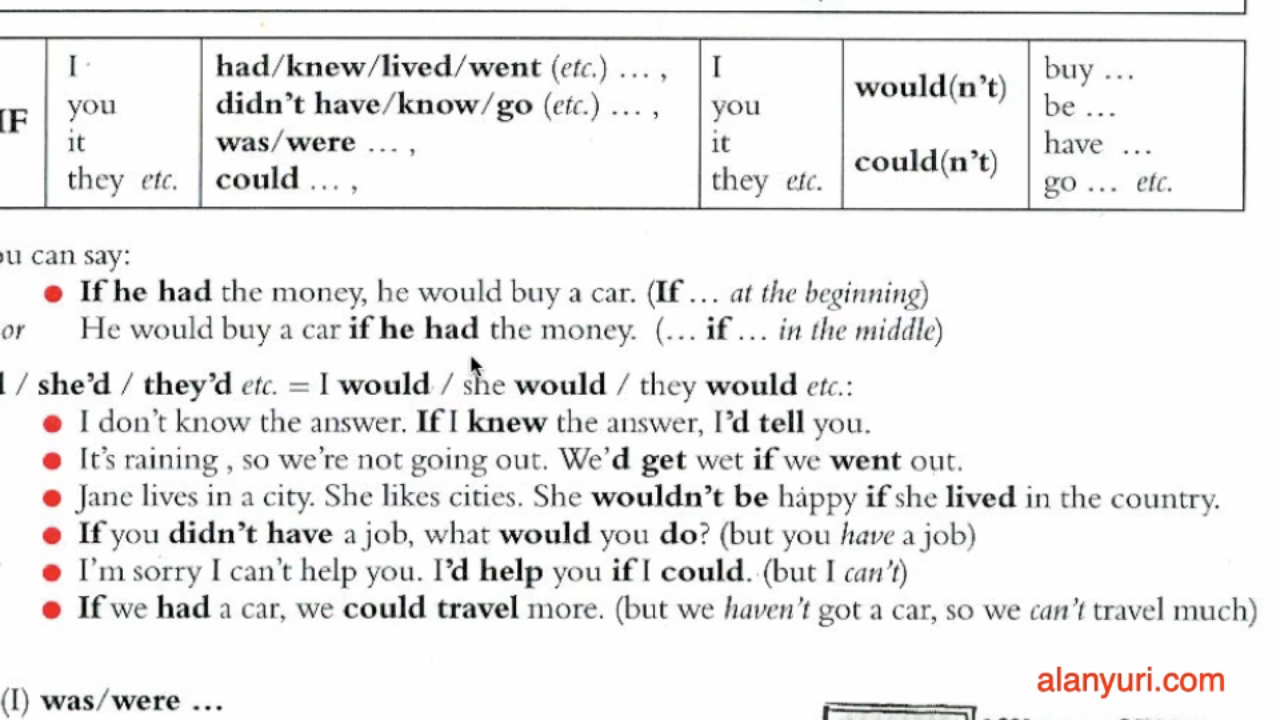 IF I had/knew/lived/went (etc.) ... , I would(n't) buy ...
you didn't have/know/go (etc.) ... , you be ...
it was/were ... , it could(n't) have ...
they etc. could ... , they etc. go ... etc.
ou can say:
If he had the money, he would buy a car. (If ... at the beginning)
or He would buy a car if he had the money. (... if ... in the middle)
/ she'd / they'd etc. = I would / she would / they would etc.:
I don't know the answer. If I knew the answer, I'd tell you.
It's raining , so we're not going out. We'd get wet if we went out.
Jane lives in a city. She likes cities. She wouldn't be happy if she lived in the country.
If you didn't have a job, what would you do? (but you have a job)
I'm sorry I can't help you. I'd help you if I could. (but I can't)
If we had a car, we could travel more. (but we haven't got a car, so we can't travel much)
alanyuri.com
(I) was/were ...